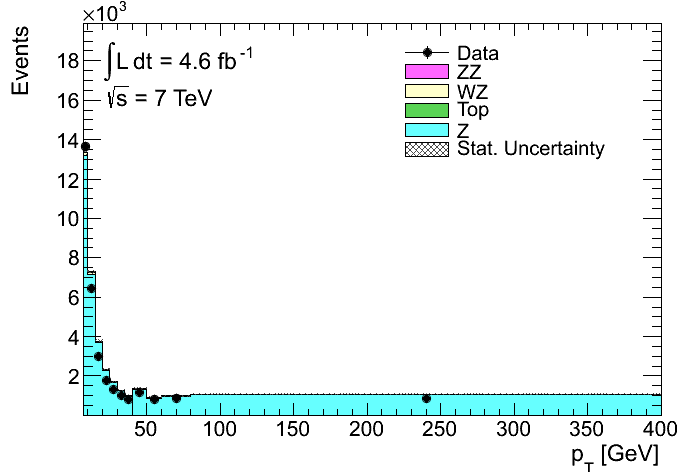 ×10³
Events
18
16
14
12
10
8
6
4
2
∫ L dt = 4.6 fb⁻¹
√s = 7 TeV
Data
ZZ
WZ
Top
Z
Stat. Uncertainty
50 100 150 200 250 300 350 400
p_T [GeV]